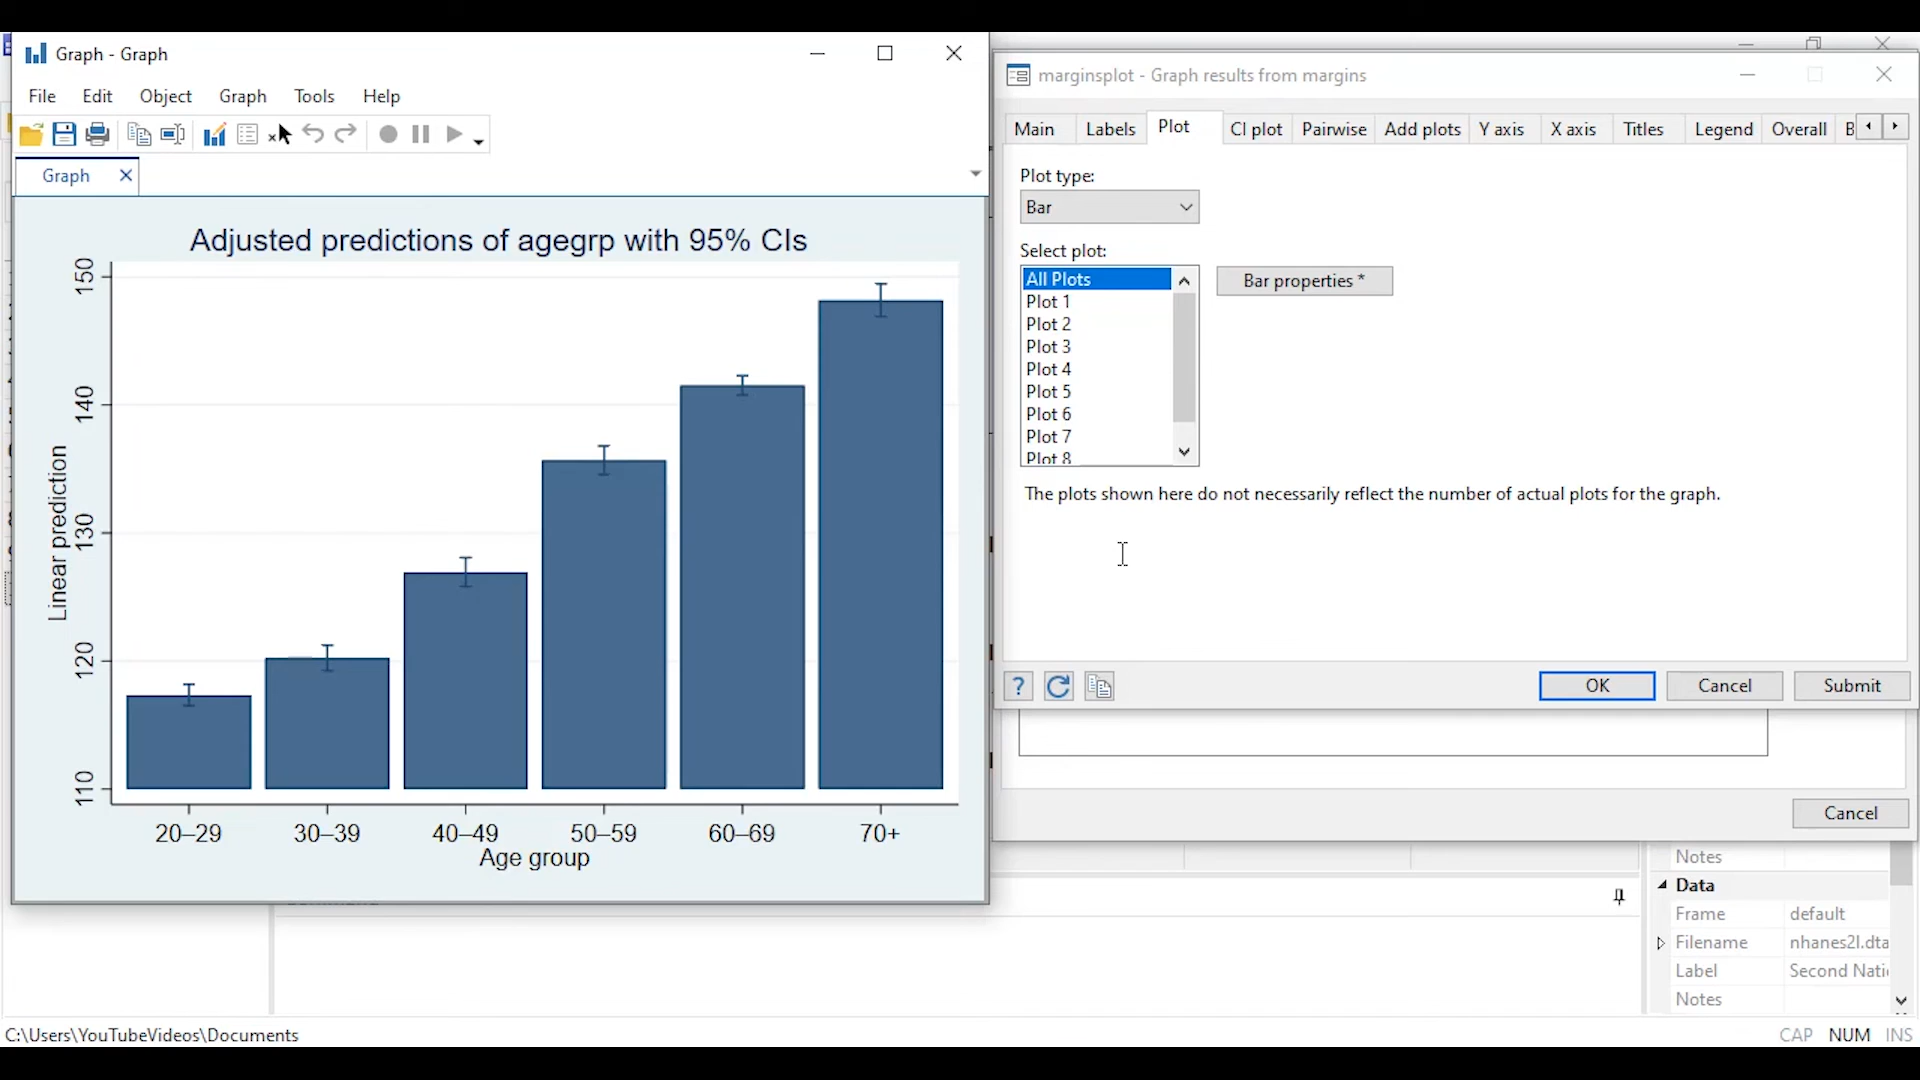 Graph - Graph
File Edit Object Graph Tools Help
Graph
Adjusted predictions of agegrp with 95% CIs
Linear prediction
150
140
130
120
110
20–29 30–39 40–49 50–59 60–69 70+
Age group
marginsplot - Graph results from margins
Main Labels Plot CI plot Pairwise Add plots Y axis X axis Titles Legend Overall B
Plot type:
Bar
Select plot:
All Plots
Plot 1
Plot 2
Plot 3
Plot 4
Plot 5
Plot 6
Plot 7
Plot 8
Bar properties *
The plots shown here do not necessarily reflect the number of actual plots for the graph.
? OK Cancel Submit
Cancel
Notes
Data
Frame default
Filename nhanes2l.dta
Label Second Nati
Notes
C:\Users\YouTubeVideos\Documents
CAP NUM INS